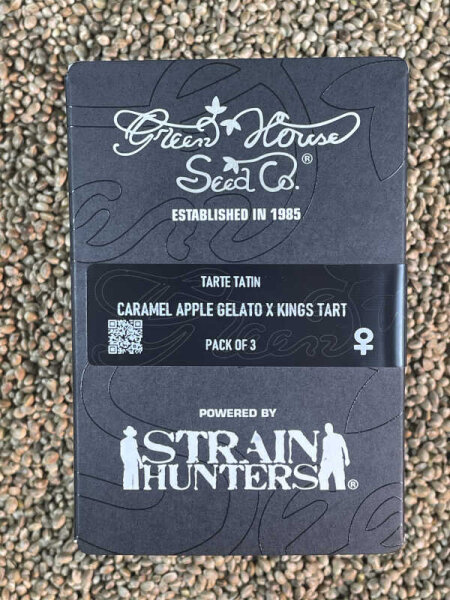 Green House
Seed Co.®
ESTABLISHED IN 1985
TARTE TATIN
CARAMEL APPLE GELATO X KINGS TART
PACK OF 3
POWERED BY
STRAIN
HUNTERS®